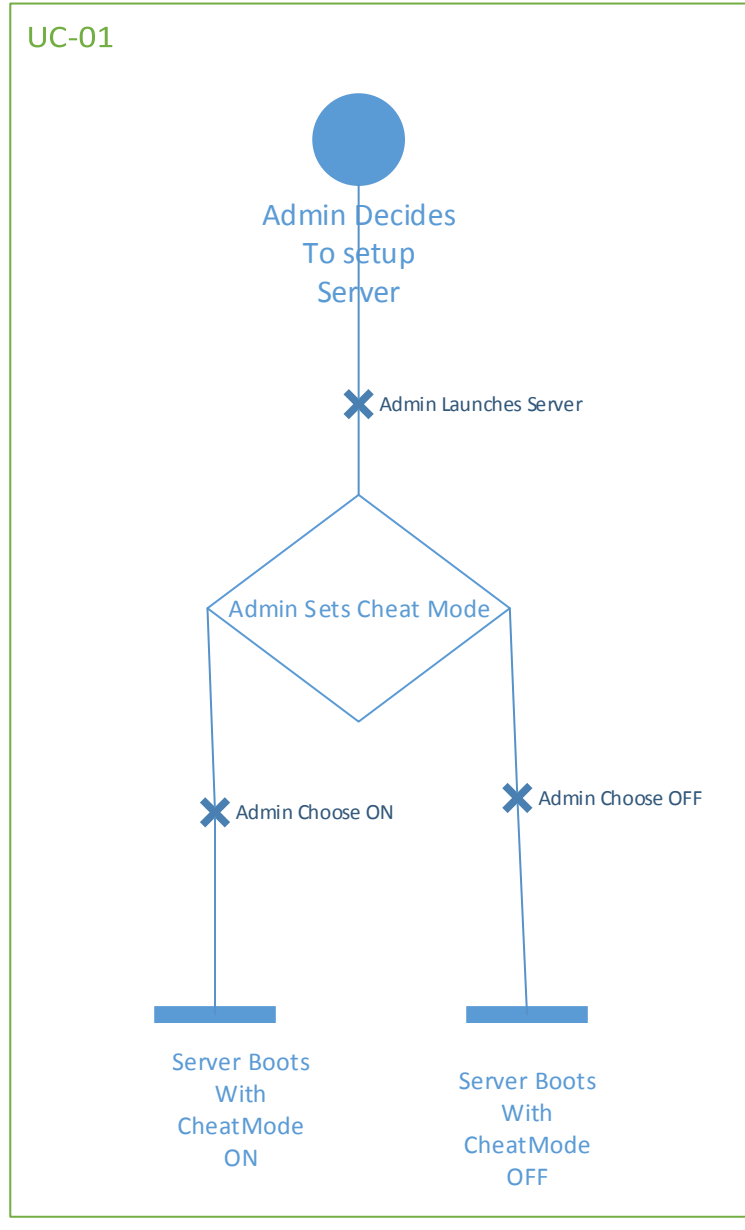 UC-01
Admin Decides
To setup
Server
Admin Launches Server
Admin Sets Cheat Mode
Admin Choose ON
Admin Choose OFF
Server Boots
With
CheatMode
ON
Server Boots
With
CheatMode
OFF